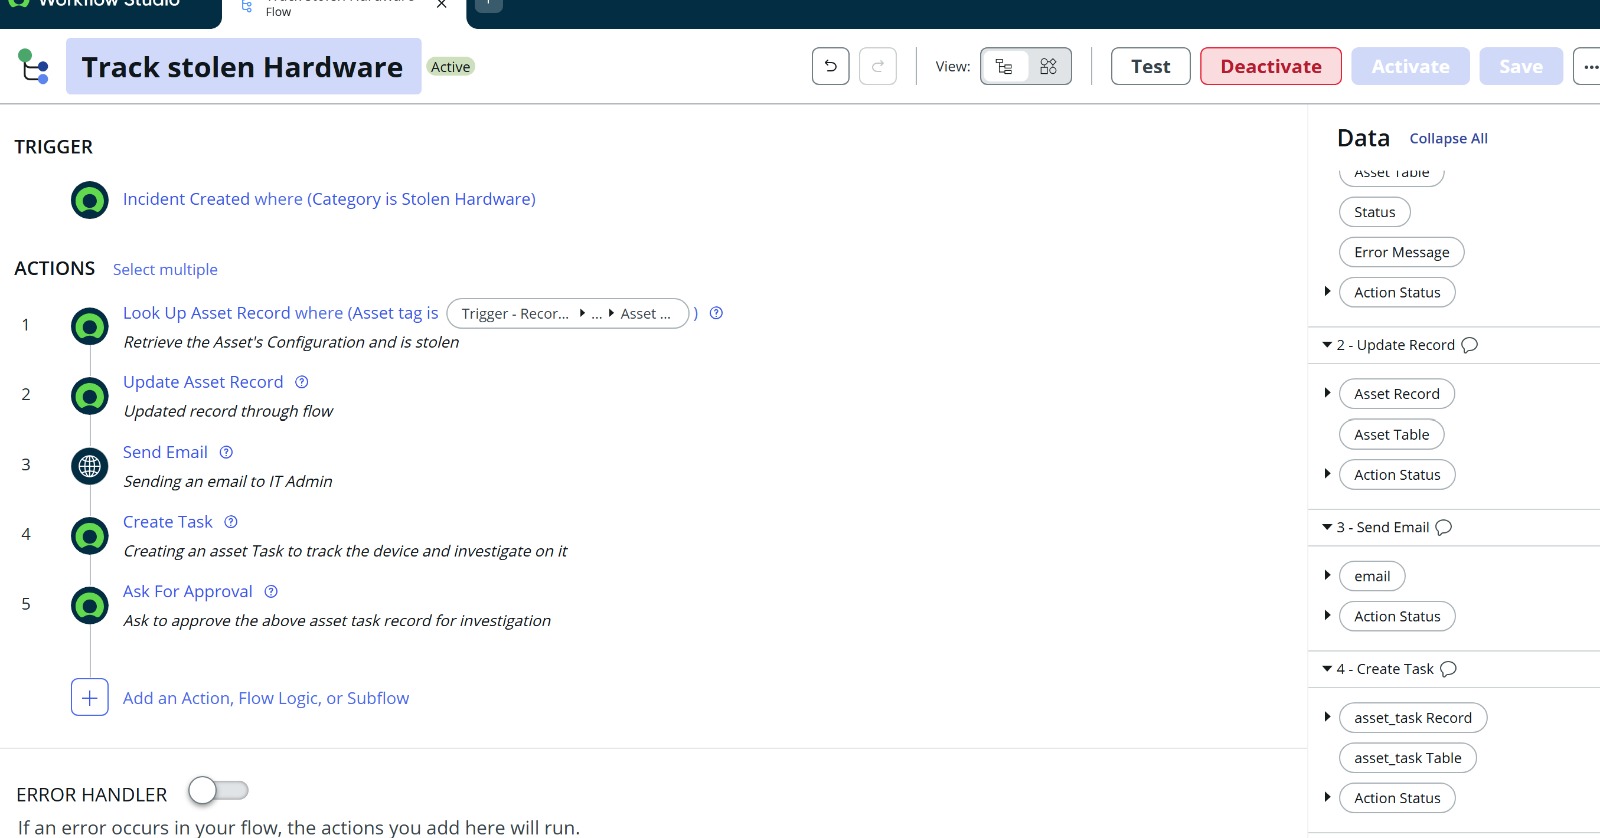 Workflow Studio
Track stolen Hardware
Flow
Track stolen Hardware
Active
View:
Test
Deactivate
Activate
Save
TRIGGER
Incident Created where (Category is Stolen Hardware)
ACTIONS
Select multiple
1
Look Up Asset Record where (Asset tag is Trigger - Recor... ▸ ... ▸ Asset ... )
Retrieve the Asset's Configuration and is stolen
2
Update Asset Record
Updated record through flow
3
Send Email
Sending an email to IT Admin
4
Create Task
Creating an asset Task to track the device and investigate on it
5
Ask For Approval
Ask to approve the above asset task record for investigation
Add an Action, Flow Logic, or Subflow
ERROR HANDLER
If an error occurs in your flow, the actions you add here will run.
Data
Collapse All
Asset Table
Status
Error Message
Action Status
2 - Update Record
Asset Record
Asset Table
Action Status
3 - Send Email
email
Action Status
4 - Create Task
asset_task Record
asset_task Table
Action Status